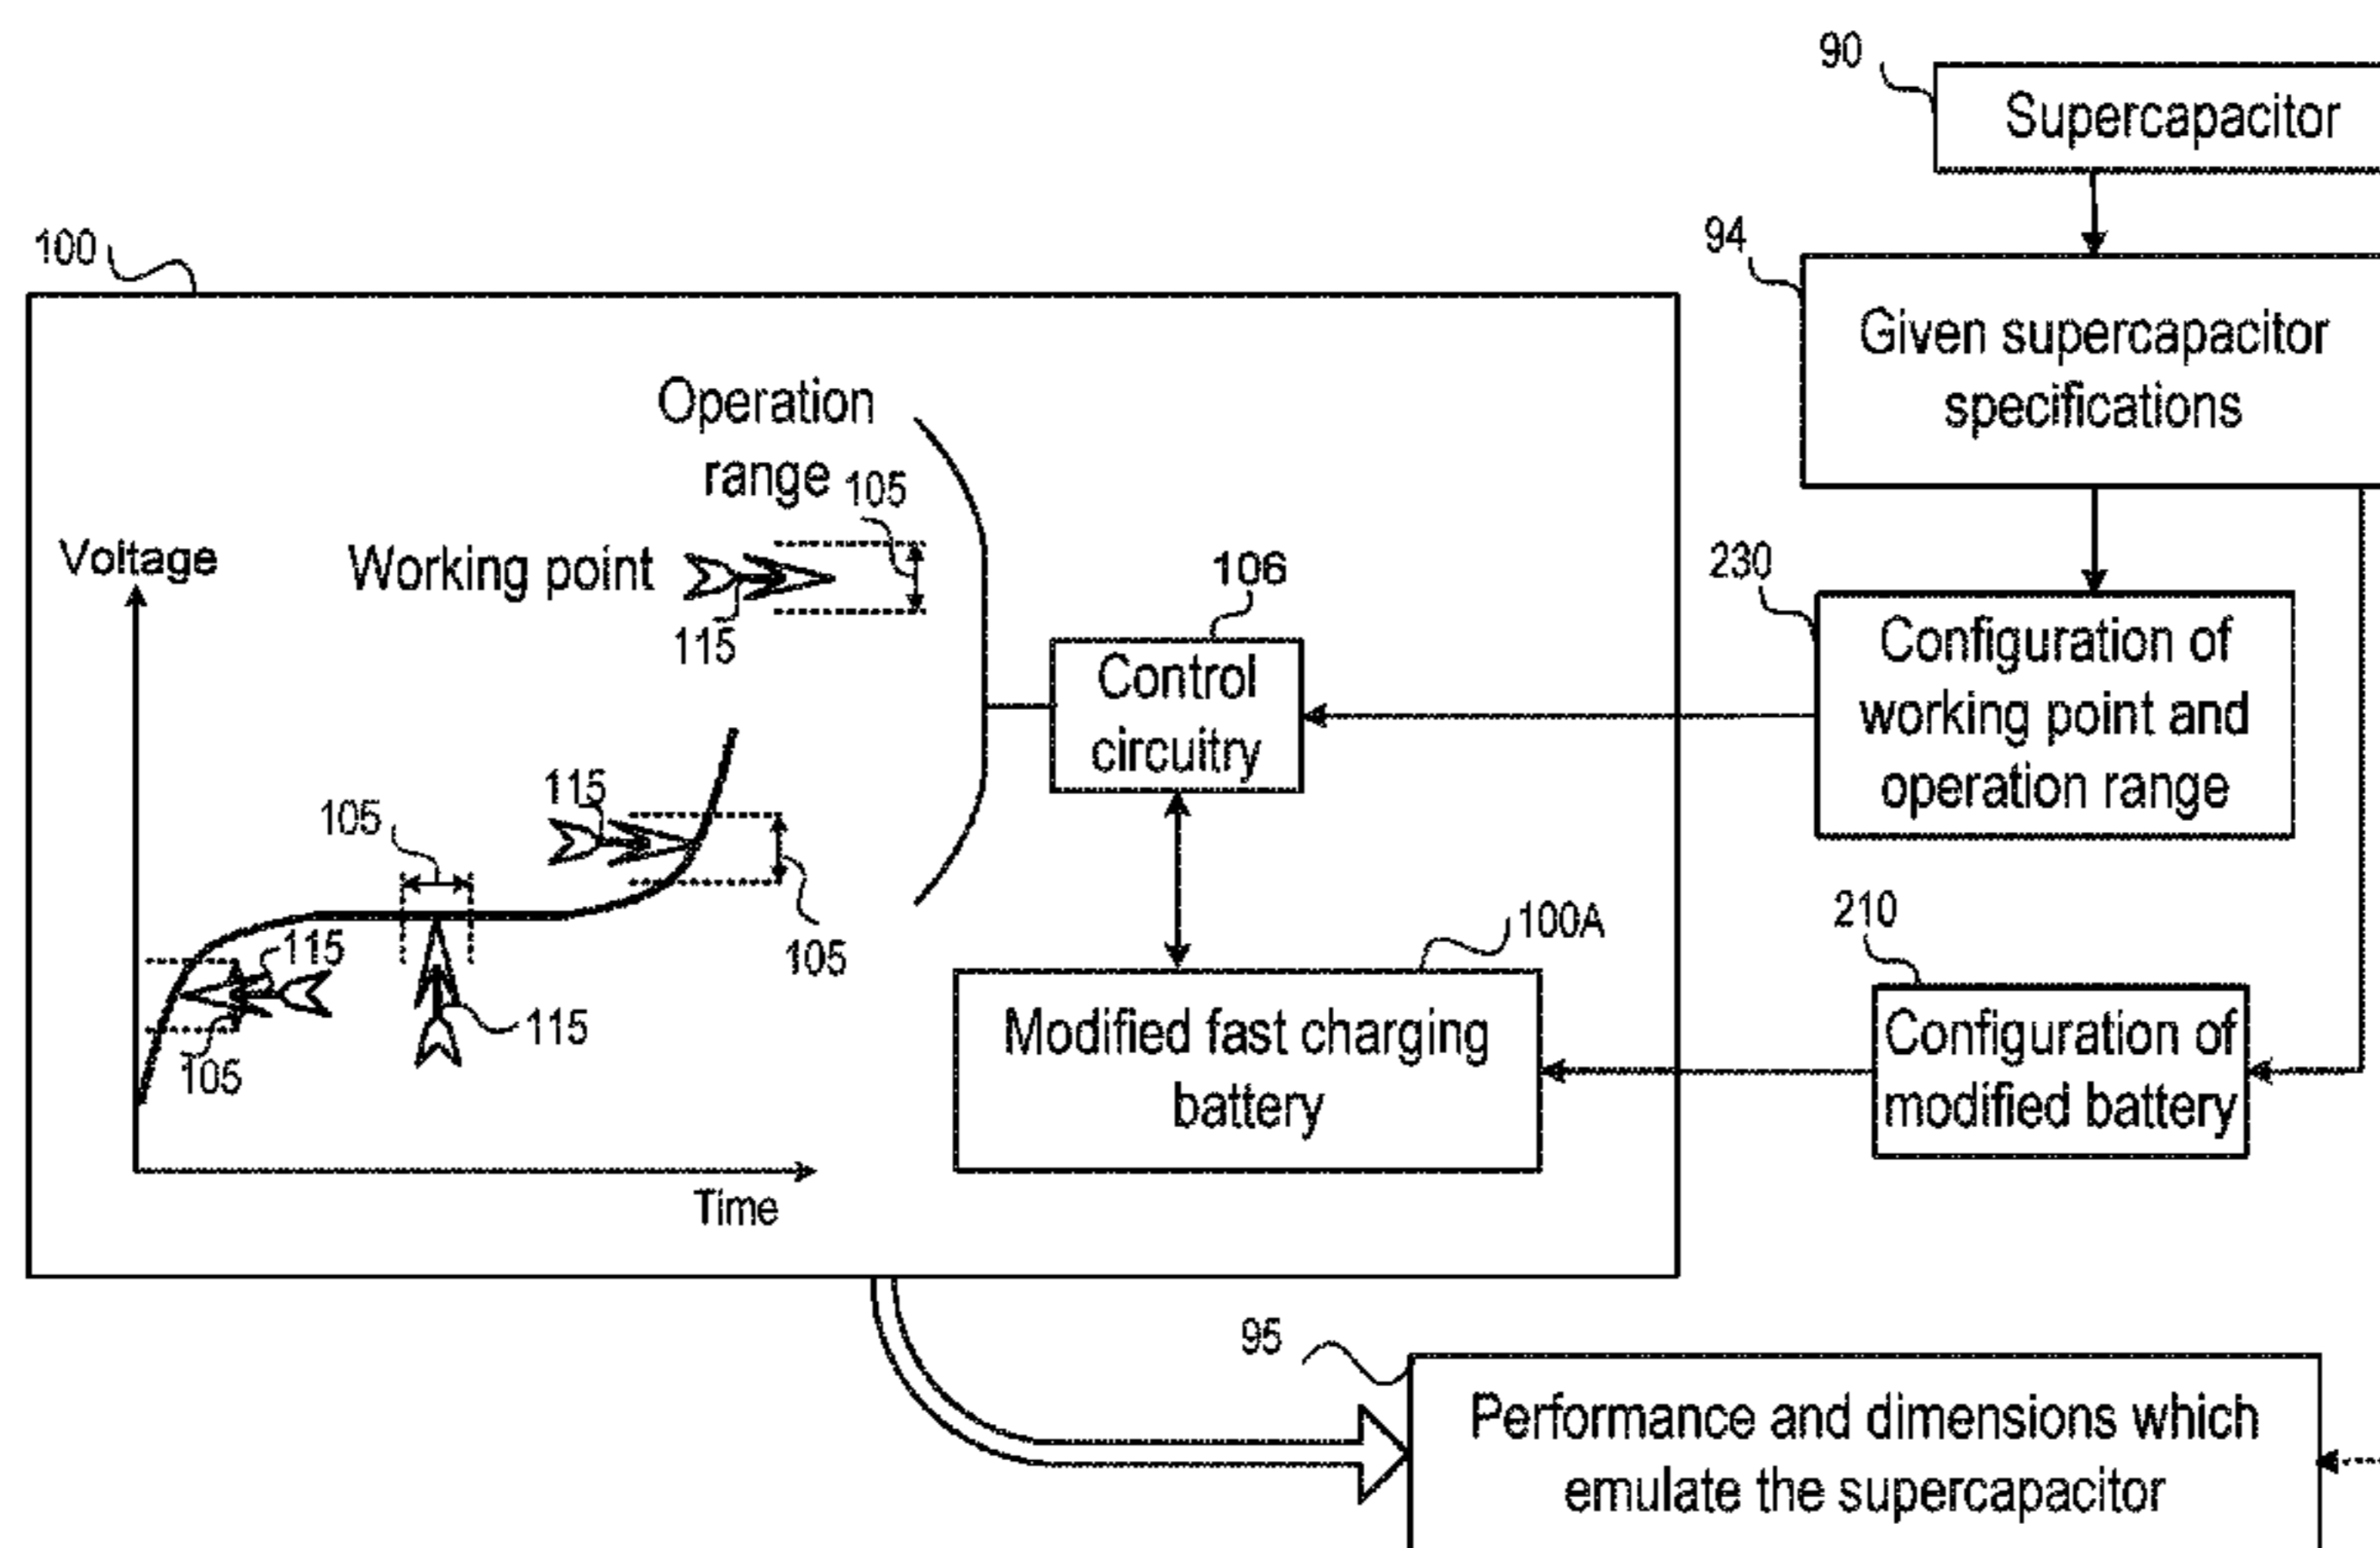 90
Supercapacitor
94
Given supercapacitor
specifications
100
Operation
range
105
Voltage
Working point
115
106
Control
circuitry
230
Configuration of
working point and
operation range
115
105
105
100A
Modified fast charging
battery
210
Configuration of
modified battery
115
105
115
Time
95
Performance and dimensions which
emulate the supercapacitor